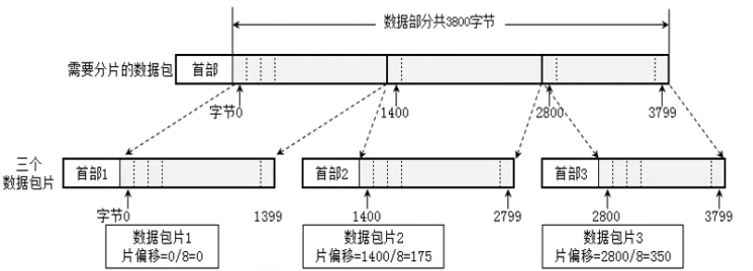 数据部分共3800字节
需要分片的数据包
首部
字节0
1400
2800
3799
三个
数据包片
首部1
首部2
首部3
字节0
1399
1400
2799
2800
3799
数据包片1
片偏移=0/8=0
数据包片2
片偏移=1400/8=175
数据包片3
片偏移=2800/8=350